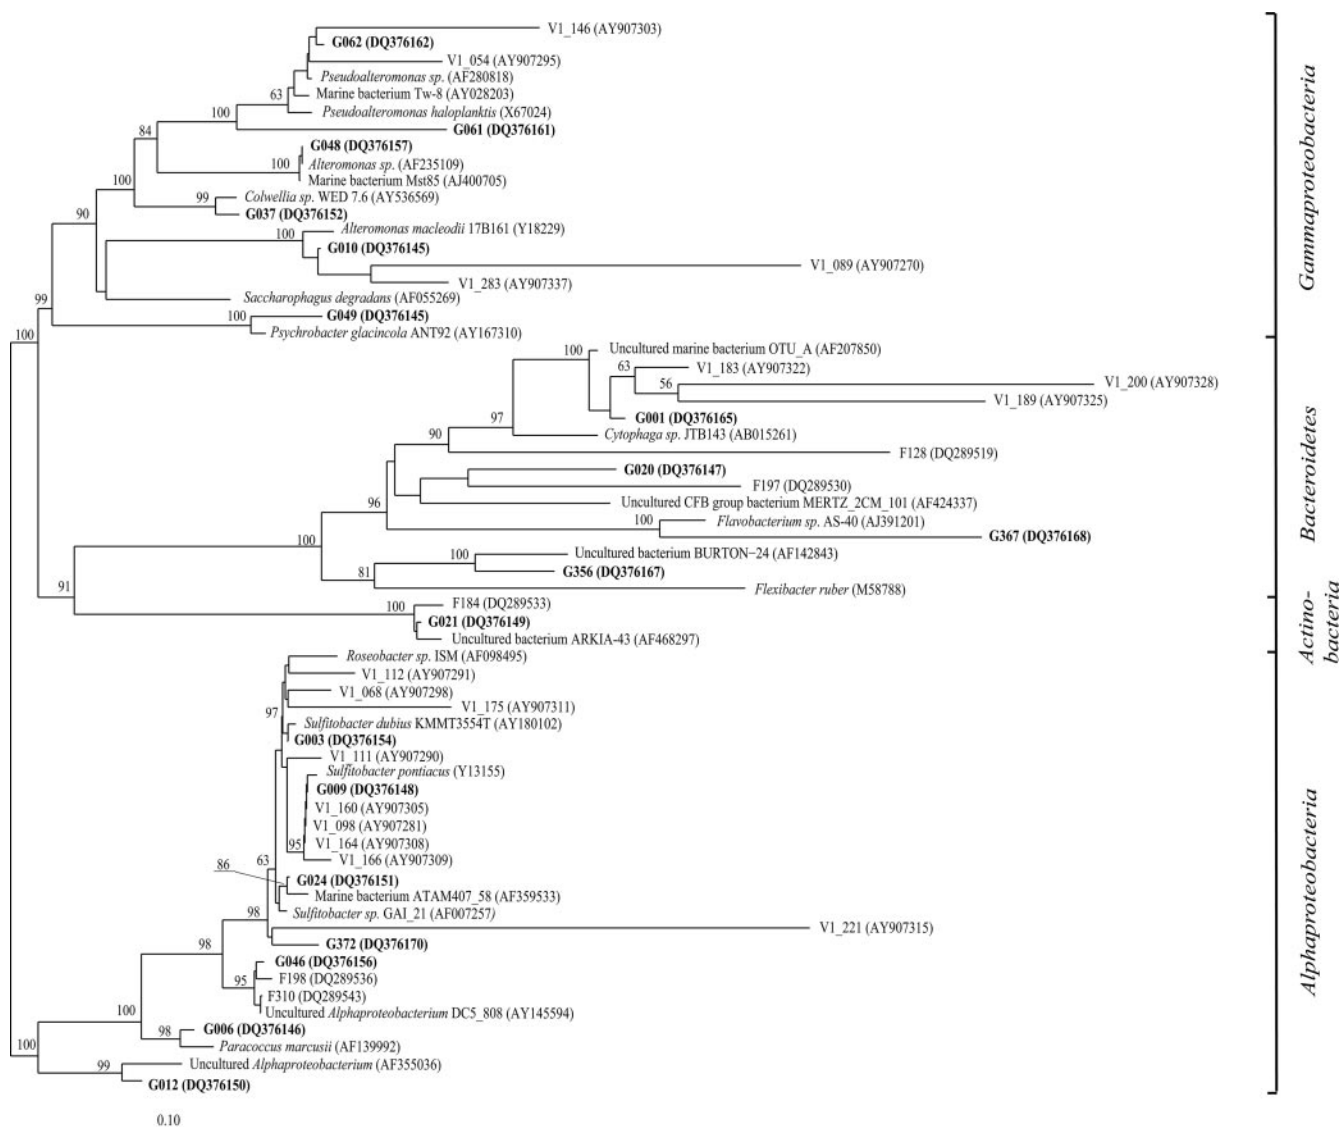 V1_146 (AY907303)
G062 (DQ376162)
V1_054 (AY907295)
Pseudoalteromonas sp. (AF280818)
63
Marine bacterium Tw-8 (AY028203)
100
Pseudoalteromonas haloplanktis (X67024)
84
G061 (DQ376161)
G048 (DQ376157)
100
Alteromonas sp. (AF235109)
100
Marine bacterium Mst85 (AJ400705)
99
Colwellia sp. WED 7.6 (AY536569)
90
G037 (DQ376152)
100
Alteromonas macleodii 17B161 (Y18229)
G010 (DQ376145)
V1_089 (AY907270)
V1_283 (AY907337)
99
Saccharophagus degradans (AF055269)
100
G049 (DQ376145)
100
Psychrobacter glacincola ANT92 (AY167310)
Gammaproteobacteria
100
Uncultured marine bacterium OTU_A (AF207850)
63
V1_183 (AY907322)
56
V1_200 (AY907328)
V1_189 (AY907325)
97
G001 (DQ376165)
90
Cytophaga sp. JTB143 (AB015261)
F128 (DQ289519)
G020 (DQ376147)
F197 (DQ289530)
96
Uncultured CFB group bacterium MERTZ_2CM_101 (AF424337)
100
Flavobacterium sp. AS-40 (AJ391201)
G367 (DQ376168)
100
100
Uncultured bacterium BURTON−24 (AF142843)
81
G356 (DQ376167)
91
Flexibacter ruber (M58788)
Bacteroidetes
100
F184 (DQ289533)
G021 (DQ376149)
Uncultured bacterium ARKIA-43 (AF468297)
Actino-
bacteria
Roseobacter sp. ISM (AF098495)
V1_112 (AY907291)
V1_068 (AY907298)
97
V1_175 (AY907311)
Sulfitobacter dubius KMMT3554T (AY180102)
G003 (DQ376154)
V1_111 (AY907290)
Sulfitobacter pontiacus (Y13155)
G009 (DQ376148)
V1_160 (AY907305)
V1_098 (AY907281)
95
V1_164 (AY907308)
63
V1_166 (AY907309)
86
G024 (DQ376151)
Marine bacterium ATAM407_58 (AF359533)
98
Sulfitobacter sp. GAI_21 (AF007257)
V1_221 (AY907315)
98
G372 (DQ376170)
G046 (DQ376156)
95
F198 (DQ289536)
F310 (DQ289543)
100
Uncultured Alphaproteobacterium DC5_808 (AY145594)
98
G006 (DQ376146)
100
Paracoccus marcusii (AF139992)
99
Uncultured Alphaproteobacterium (AF355036)
G012 (DQ376150)
Alphaproteobacteria
0.10